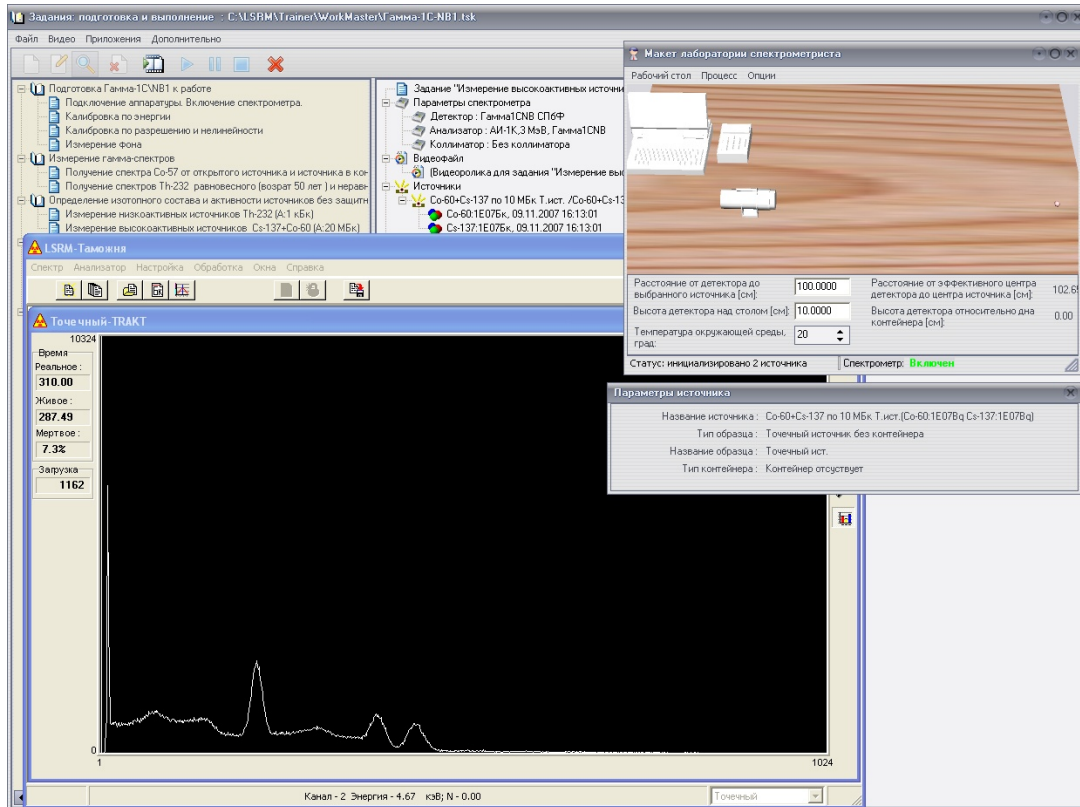 Задания: подготовка и выполнение : C:\LSRM\Trainer\WorkMaster\Гамма-1C-NB1.tsk
Файл Видео Приложения Дополнительно
Подготовка Гамма-1С\NB1 к работе
Подключение аппаратуры. Включение спектрометра.
Калибровка по энергии
Калибровка по разрешению и нелинейности
Измерение фона
Измерение гамма-спектров
Получение спектра Co-57 от открытого источника и источника в кон
Получение спектров Th-232 равновесного (возрат 50 лет ) и неравн
Определение изотопного состава и активности источников без защитн
Измерение низкоактивных источников Th-232 (A:1 кБк)
Измерение высокоактивных источников Cs-137+Co-60 (A:20 МБк)
Задание "Измерение высокоактивных источни
Параметры спектрометра
Детектор : Гамма1CNB СПбФ
Анализатор : АИ-1К,3 МэВ, Гамма1CNB
Коллиматор : Без коллиматора
Видеофайл
(Видеоролика для задания "Измерение выс
Источники
Co-60+Cs-137 по 10 МБк Т.ист. /Co-60+Cs-13
Co-60:1E07Бк, 09.11.2007 16:13:01
Cs-137:1E07Бк, 09.11.2007 16:13:01
Макет лаборатории спектрометриста
Рабочий стол Процесс Опции
Расстояние от детектора до выбранного источника [см]: 100.0000
Расстояние от эффективного центра детектора до центра источника [см]: 102.65
Высота детектора над столом [см]: 10.0000
Высота детектора относительно дна контейнера [см]: 0.00
Температура окружающей среды, град: 20
Статус: инициализировано 2 источника
Спектрометр: Включен
Параметры источника
Название источника : Co-60+Cs-137 по 10 МБк Т.ист.(Co-60:1E07Bq Cs-137:1E07Bq)
Тип образца : Точечный источник без контейнера
Название образца : Точечный ист.
Тип контейнера : Контейнер отсуствует
LSRM-Таможня
Спектр Анализатор Настройка Обработка Окна Справка
Точечный-TRAKT
10324
Время
Реальное :
310.00
Живое :
287.49
Мертвое :
7.3%
Загрузка
1162
0
1
1024
Канал - 2 Энергия - 4.67 кэВ; N - 0.00
Точечный